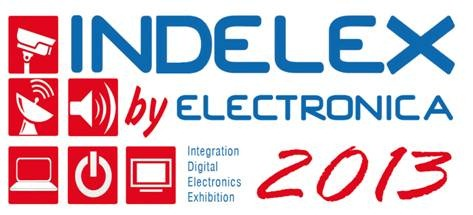 INDELEX
by ELECTRONICA
Integration
Digital
Electronics
Exhibition
2013